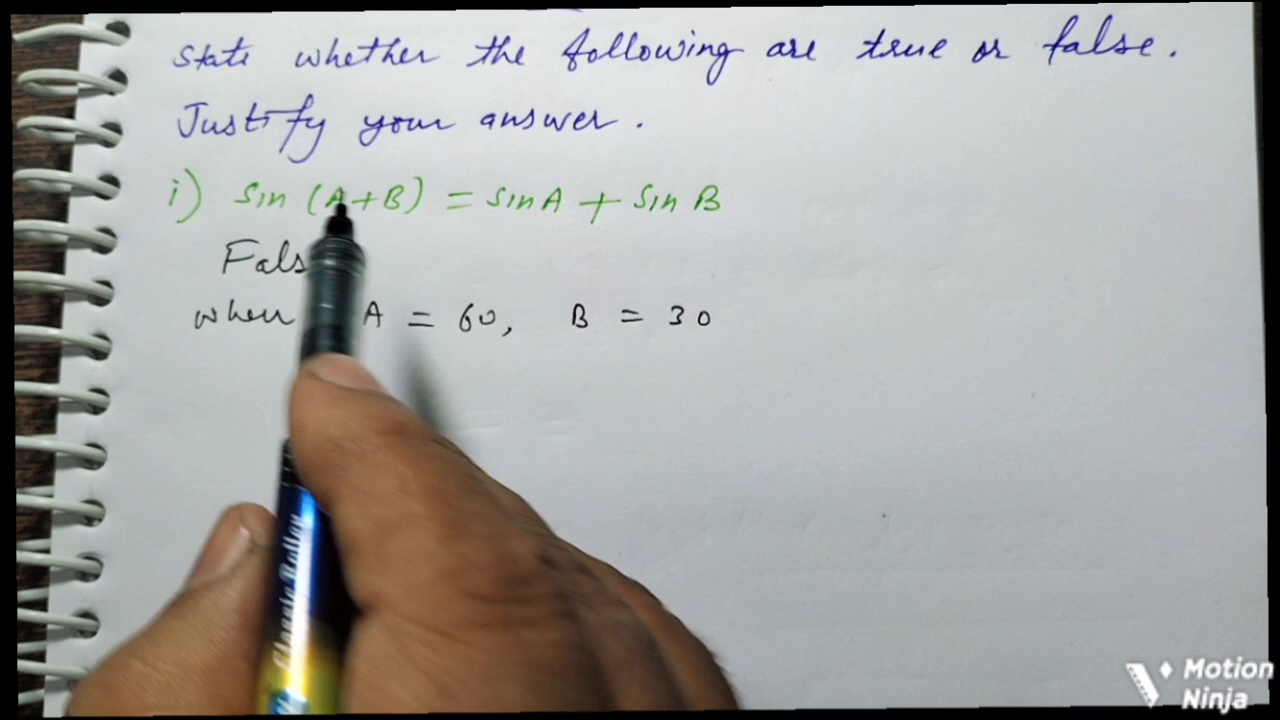 State whether the following are true or false.
Justify your answer.
i) Sin (A+B) = sin A + Sin B
Fals
when A = 60, B = 30
Motion
Ninja